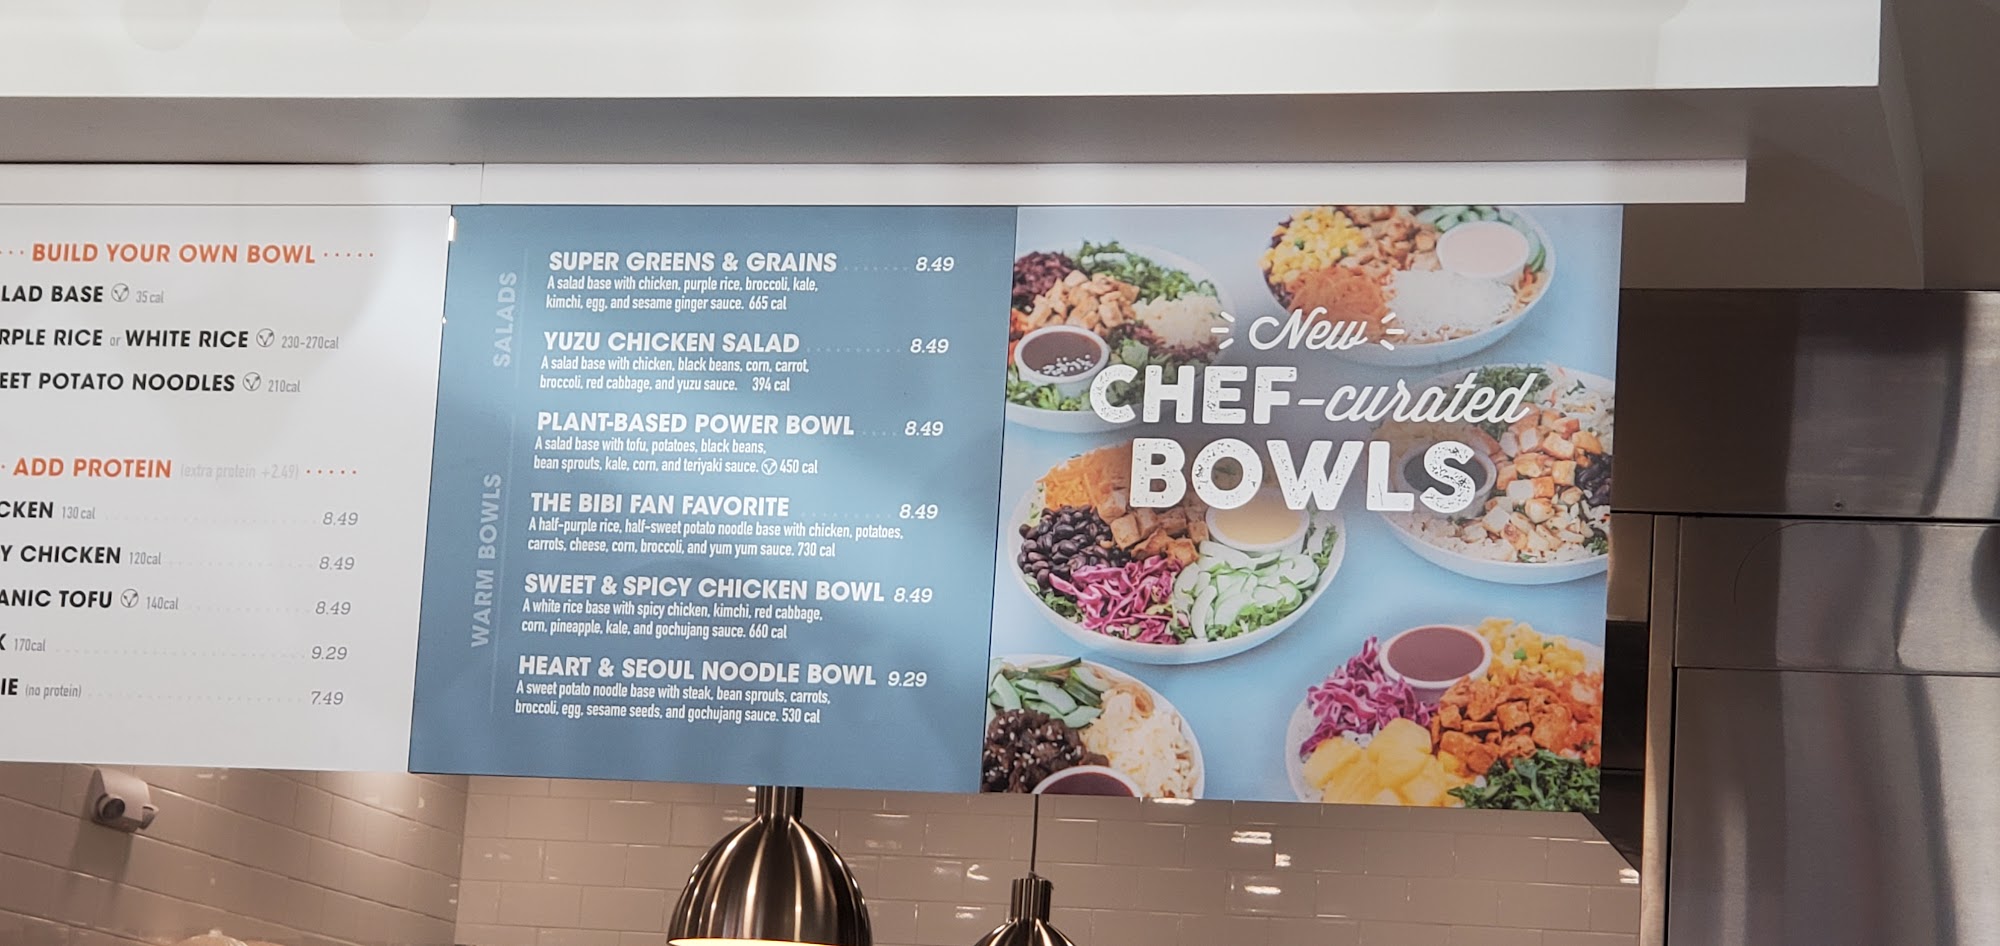 BUILD YOUR OWN BOWL
BASE 35 cal
or WHITE RICE 230-270cal
POTATO NOODLES 210cal
ADD PROTEIN (extra protein +2.49)
130 cal 8.49
CHICKEN 120cal 8.49
TOFU 140cal 8.49
170cal 9.29
(no protein) 7.49
SALADS
SUPER GREENS & GRAINS 8.49
A salad base with chicken, purple rice, broccoli, kale,
kimchi, egg, and sesame ginger sauce. 665 cal
YUZU CHICKEN SALAD 8.49
A salad base with chicken, black beans, corn, carrot,
broccoli, red cabbage, and yuzu sauce. 394 cal
PLANT-BASED POWER BOWL 8.49
A salad base with tofu, potatoes, black beans,
bean sprouts, kale, corn, and teriyaki sauce. 450 cal
WARM BOWLS
THE BIBI FAN FAVORITE 8.49
A half-purple rice, half-sweet potato noodle base with chicken, potatoes,
carrots, cheese, corn, broccoli, and yum yum sauce. 730 cal
SWEET & SPICY CHICKEN BOWL 8.49
A white rice base with spicy chicken, kimchi, red cabbage,
corn, pineapple, kale, and gochujang sauce. 660 cal
HEART & SEOUL NOODLE BOWL 9.29
A sweet potato noodle base with steak, bean sprouts, carrots,
broccoli, egg, sesame seeds, and gochujang sauce. 530 cal
New
CHEF-curated
BOWLS